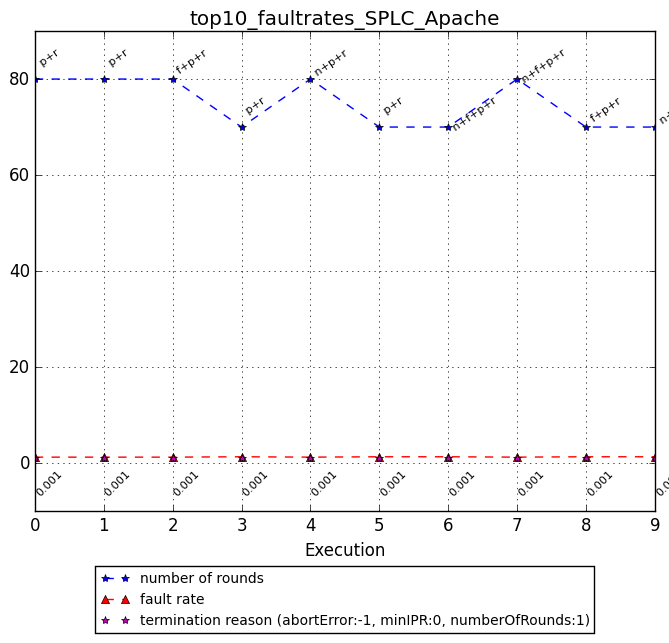 top10_faultrates_SPLC_Apache
80
60
40
20
0
p+r
p+r
f+p+r
p+r
n+p+r
p+r
n+f+p+r
n+f+p+r
f+p+r
0.001
0.001
0.001
0.001
0.001
0.001
0.001
0.001
0.001
0 1 2 3 4 5 6 7 8 9
Execution
number of rounds
fault rate
termination reason (abortError:-1, minIPR:0, numberOfRounds:1)